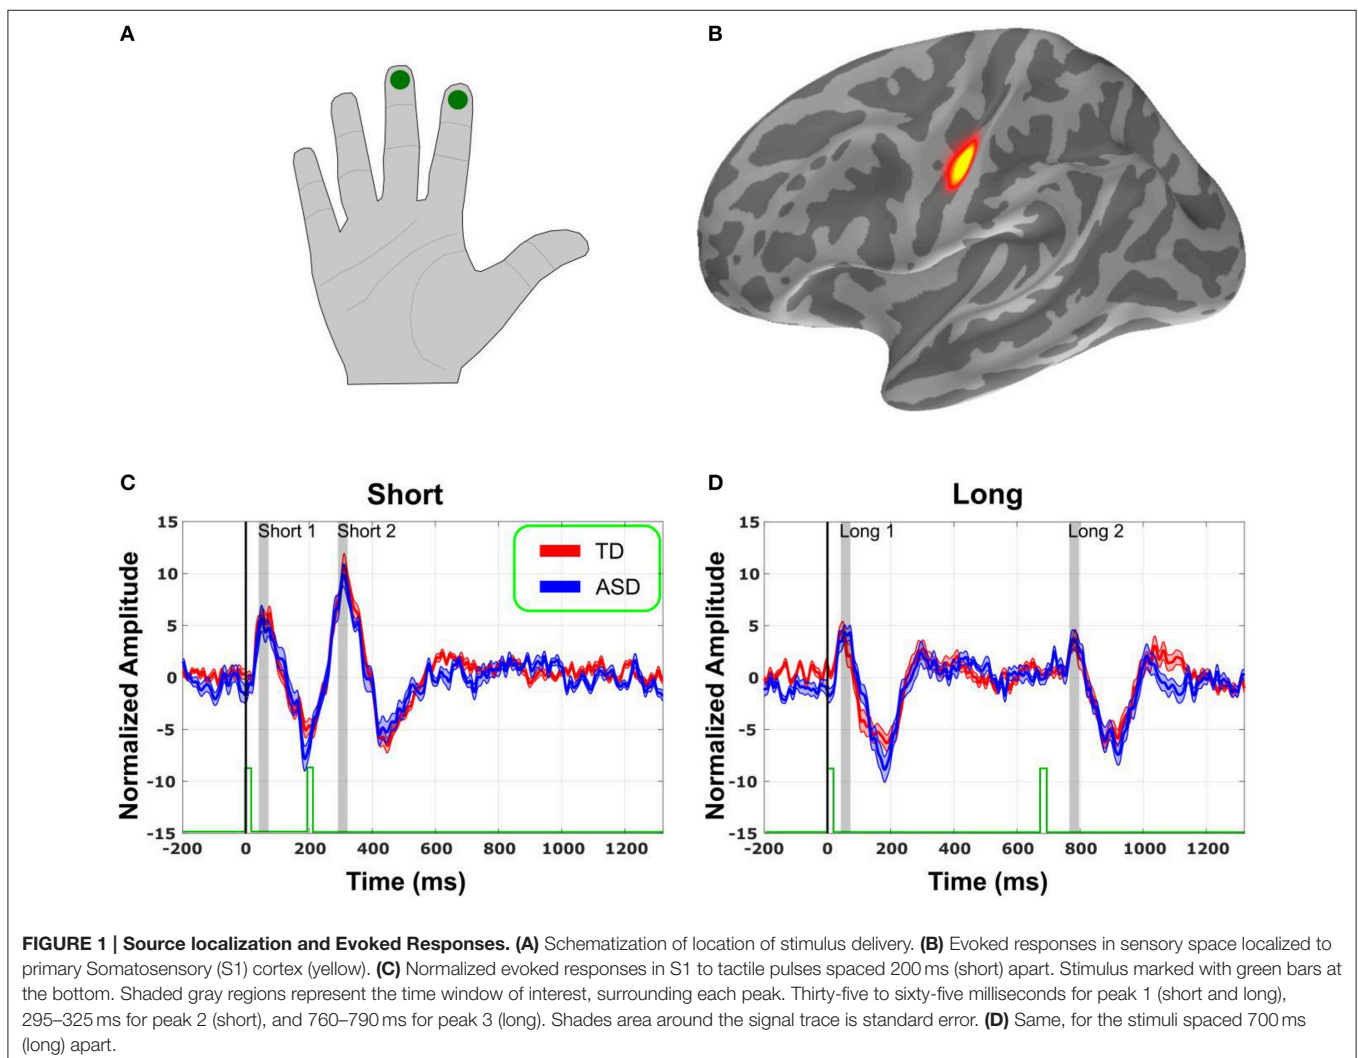 A
B
C
Short
15
10
5
0
-5
-10
-15
Normalized Amplitude
Short 1
Short 2
TD
ASD
-200
0
200
400
600
800
1000
1200
Time (ms)
D
Long
15
10
5
0
-5
-10
-15
Normalized Amplitude
Long 1
Long 2
-200
0
200
400
600
800
1000
1200
Time (ms)
FIGURE 1 | Source localization and Evoked Responses. (A) Schematization of location of stimulus delivery. (B) Evoked responses in sensory space localized to
primary Somatosensory (S1) cortex (yellow). (C) Normalized evoked responses in S1 to tactile pulses spaced 200 ms (short) apart. Stimulus marked with green bars at
the bottom. Shaded gray regions represent the time window of interest, surrounding each peak. Thirty-five to sixty-five milliseconds for peak 1 (short and long),
295–325 ms for peak 2 (short), and 760–790 ms for peak 3 (long). Shades area around the signal trace is standard error. (D) Same, for the stimuli spaced 700 ms
(long) apart.